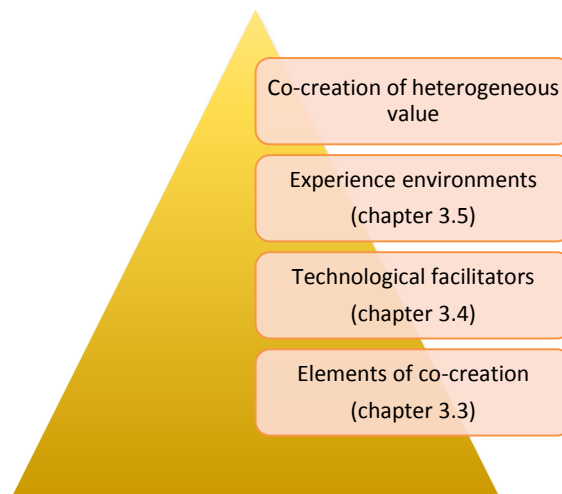 Co-creation of heterogeneous
value
Experience environments
(chapter 3.5)
Technological facilitators
(chapter 3.4)
Elements of co-creation
(chapter 3.3)